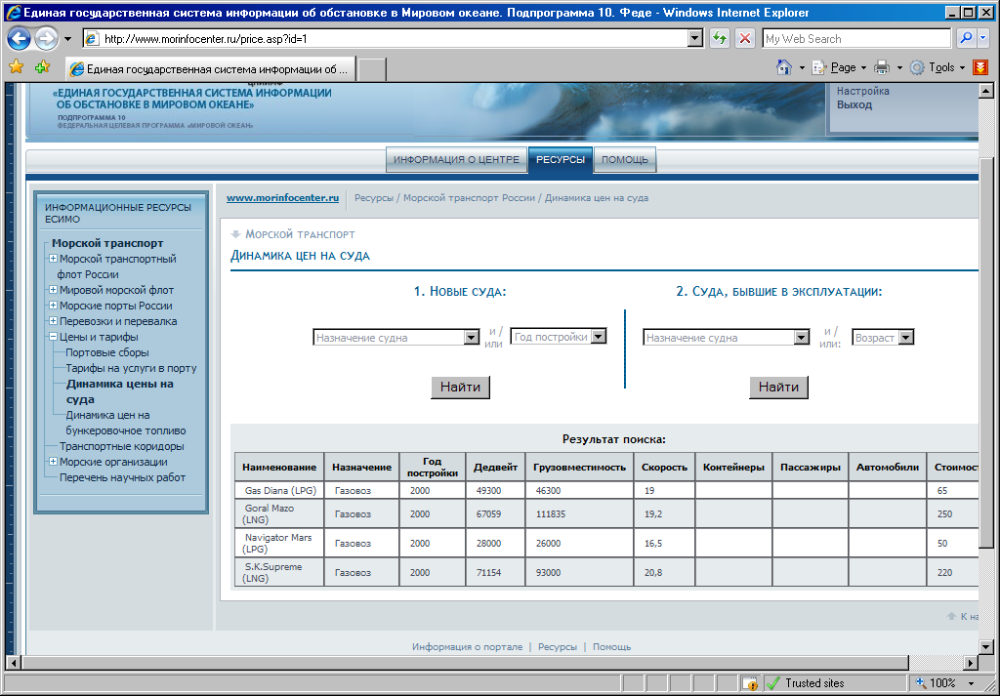 Единая государственная система информации об обстановке в Мировом океане. Подпрограмма 10. Феде - Windows Internet Explorer
http://www.morinfocenter.ru/price.asp?id=1
My Web Search
Единая государственная система информации об ...
Page
Tools
«ЕДИНАЯ ГОСУДАРСТВЕННАЯ СИСТЕМА ИНФОРМАЦИИ
ОБ ОБСТАНОВКЕ В МИРОВОМ ОКЕАНЕ»
ПОДПРОГРАММА 10
ФЕДЕРАЛЬНАЯ ЦЕЛЕВАЯ ПРОГРАММА «МИРОВОЙ ОКЕАН»
Настройка
Выход
ИНФОРМАЦИЯ О ЦЕНТРЕ
РЕСУРСЫ
ПОМОЩЬ
ИНФОРМАЦИОННЫЕ РЕСУРСЫ
ЕСИМО
Морской транспорт
Морской транспортный
флот России
Мировой морской флот
Морские порты России
Перевозки и перевалка
Цены и тарифы
Портовые сборы
Тарифы на услуги в порту
Динамика цены на
суда
Динамика цен на
бункеровочное топливо
Транспортные коридоры
Морские организации
Перечень научных работ
www.morinfocenter.ru Ресурсы / Морской транспорт России / Динамика цен на суда
Морской транспорт
Динамика цен на суда
1. Новые суда:
2. Суда, бывшие в эксплуатации:
Назначение судна и / или Год постройки
Назначение судна и / или: Возраст
Найти
Найти
Результат поиска:
Наименование Назначение Год постройки Дедвейт Грузовместимость Скорость Контейнеры Пассажиры Автомобили Стоимост
Gas Diana (LPG) Газовоз 2000 49300 46300 19 65
Goral Mazo (LNG) Газовоз 2000 67059 111835 19,2 250
Navigator Mars (LPG) Газовоз 2000 28000 26000 16,5 50
S.K.Supreme (LNG) Газовоз 2000 71154 93000 20,8 220
К на
Информация о портале | Ресурсы | Помощь
Trusted sites
100%